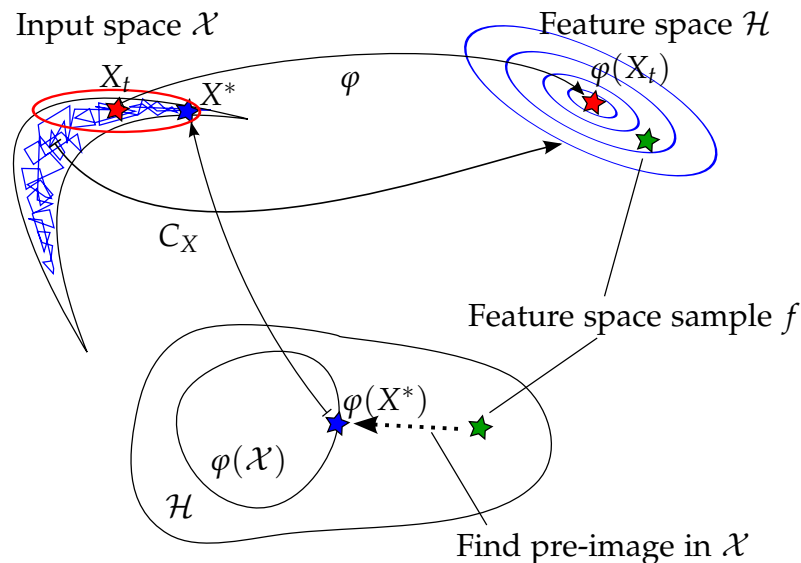 Input space 𝒳
Feature space ℋ
X_t
X*
φ
φ(X_t)
C_X
Feature space sample f
φ(X*)
φ(𝒳)
ℋ
Find pre-image in 𝒳